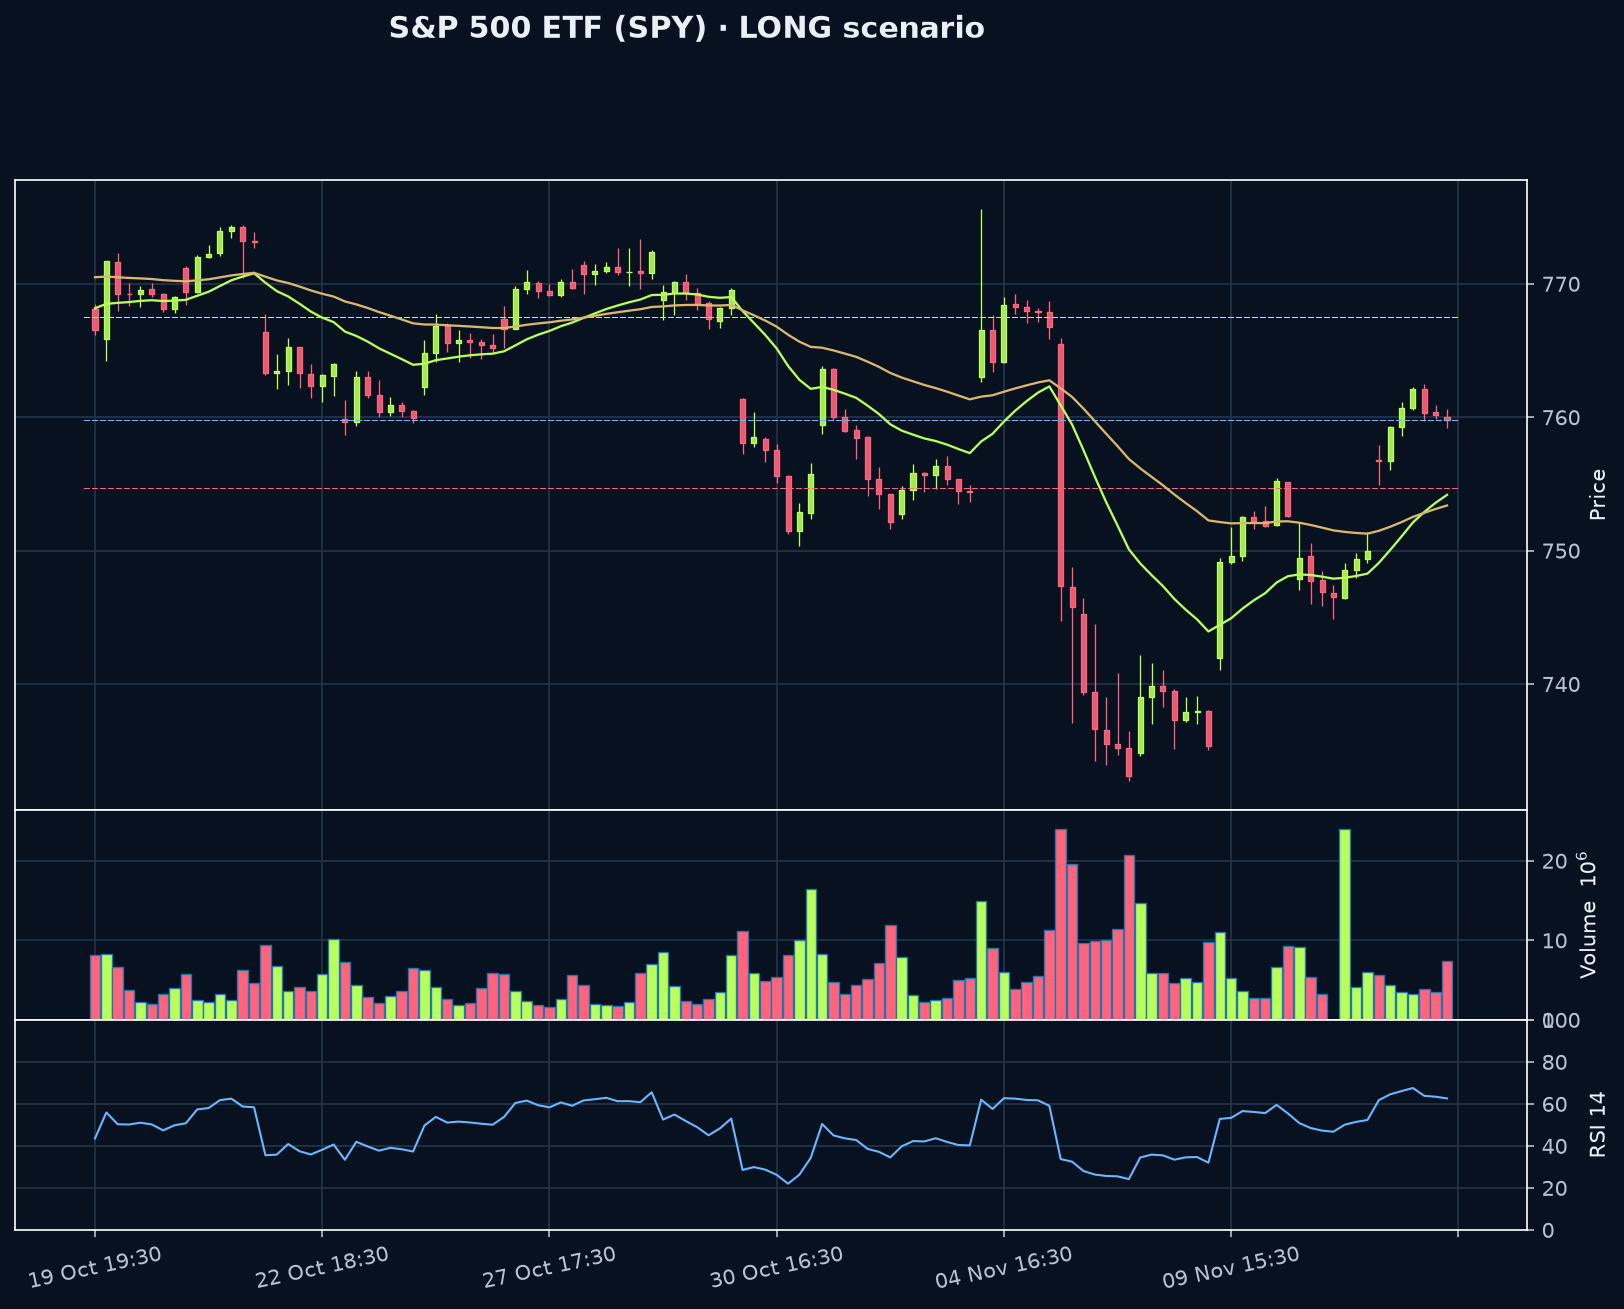 S&P 500 ETF (SPY) · LONG scenario
770
760
750
740
Price
20
10
0
Volume 10⁶
100
80
60
40
20
0
RSI 14
19 Oct 19:30
22 Oct 18:30
27 Oct 17:30
30 Oct 16:30
04 Nov 16:30
09 Nov 15:30